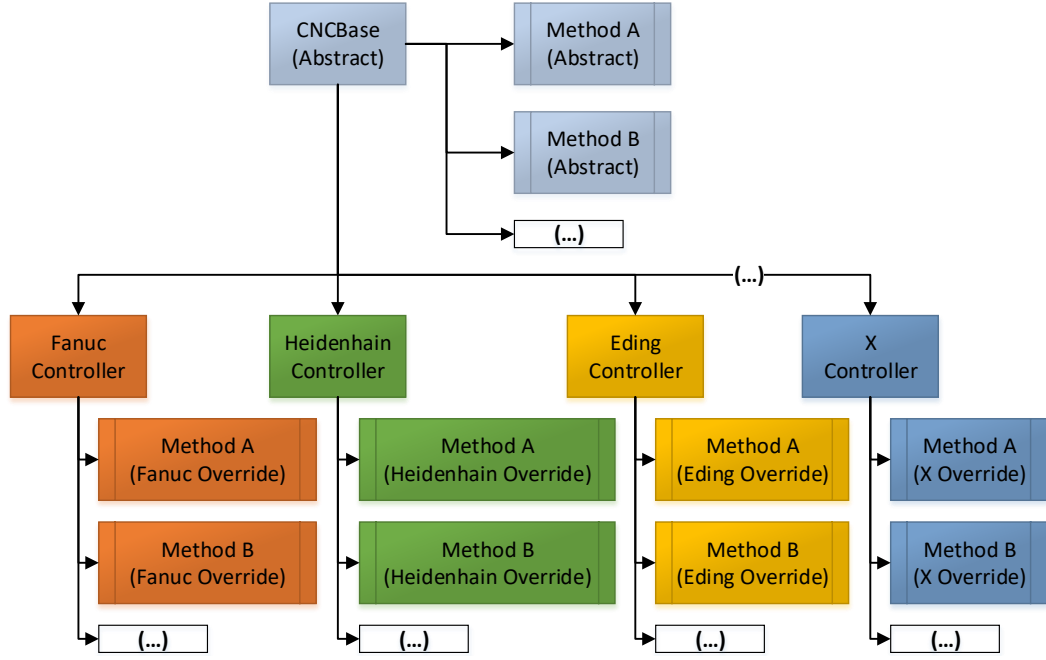 CNCBase
(Abstract)
Method A
(Abstract)
Method B
(Abstract)
(...)
(...)
Fanuc
Controller
Heidenhain
Controller
Eding
Controller
X
Controller
Method A
(Fanuc Override)
Method A
(Heidenhain Override)
Method A
(Eding Override)
Method A
(X Override)
Method B
(Fanuc Override)
Method B
(Heidenhain Override)
Method B
(Eding Override)
Method B
(X Override)
(...)
(...)
(...)
(...)